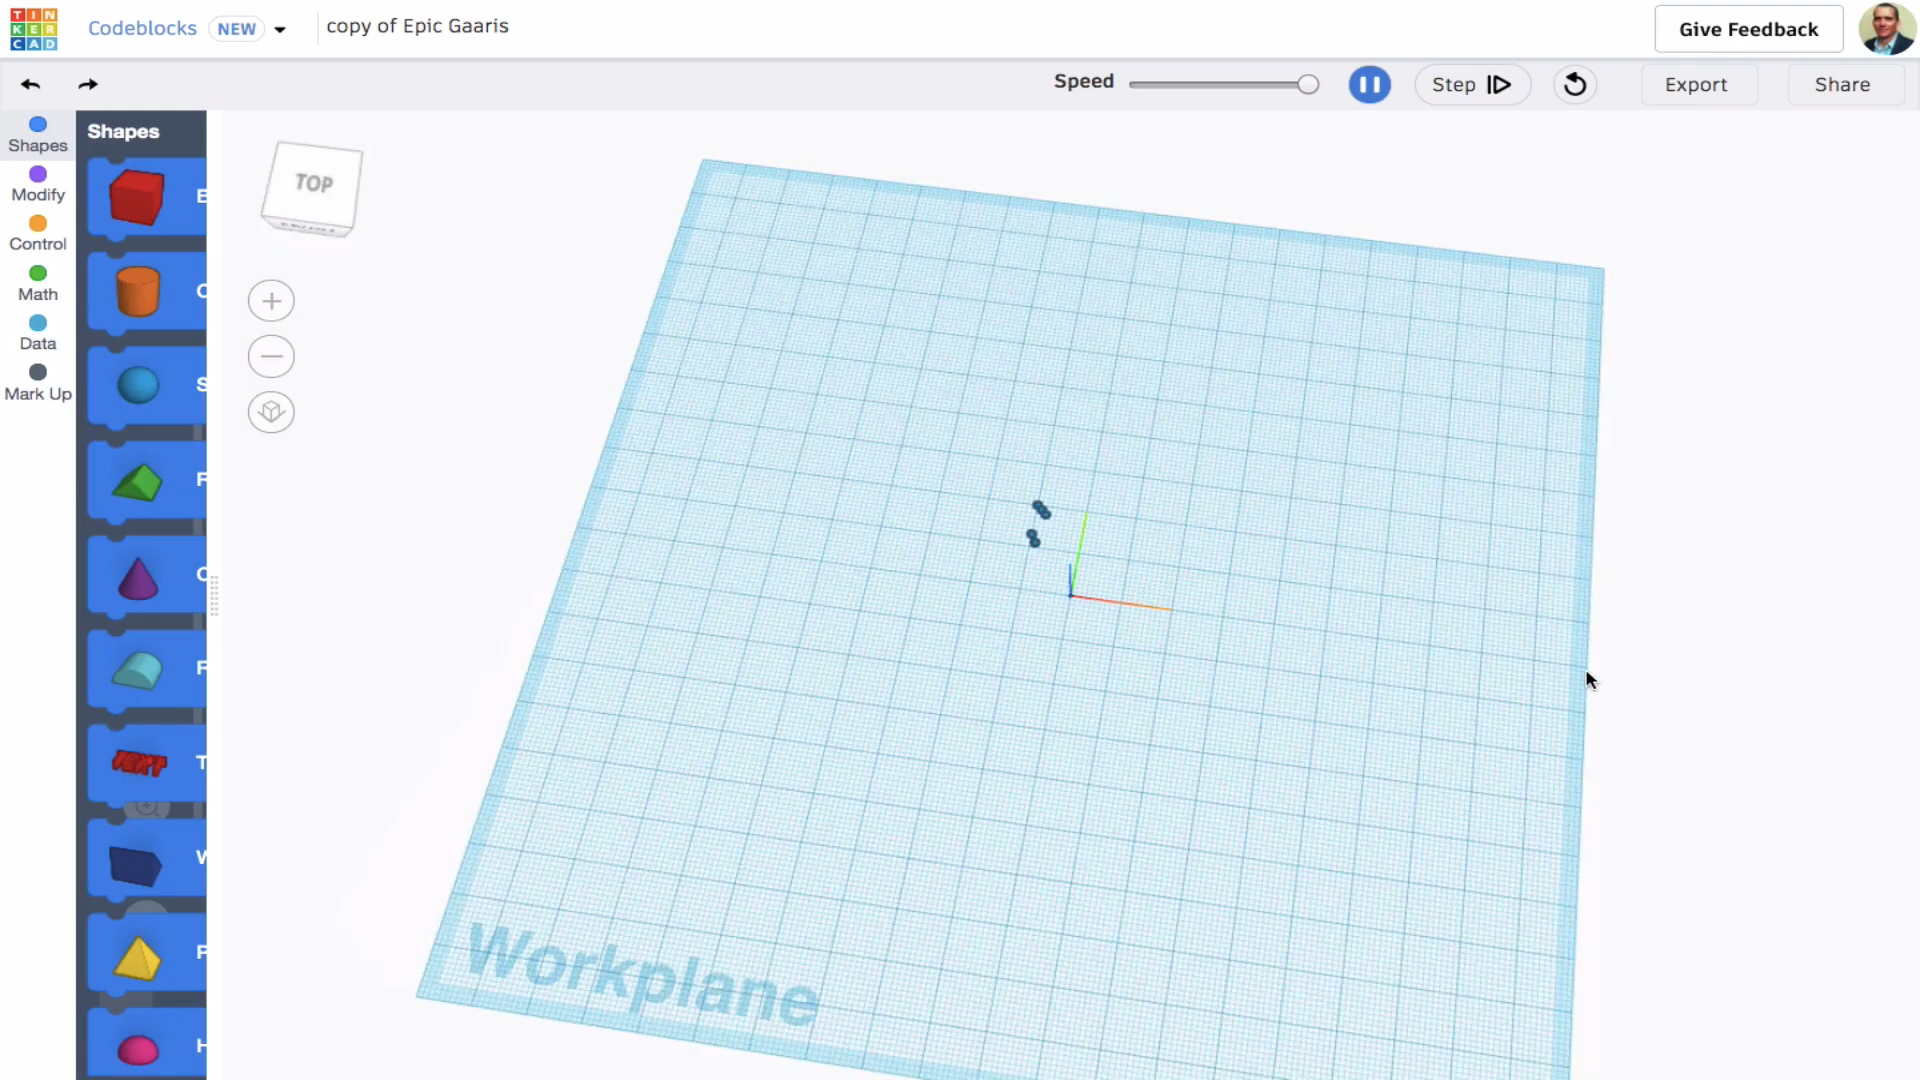 TIN
KER
CAD
Codeblocks NEW
copy of Epic Gaaris
Give Feedback
Speed
Step
Export
Share
Shapes
Modify
Control
Math
Data
Mark Up
Shapes
TOP
C
S
C
TEXT
T
W
P
H
Workplane